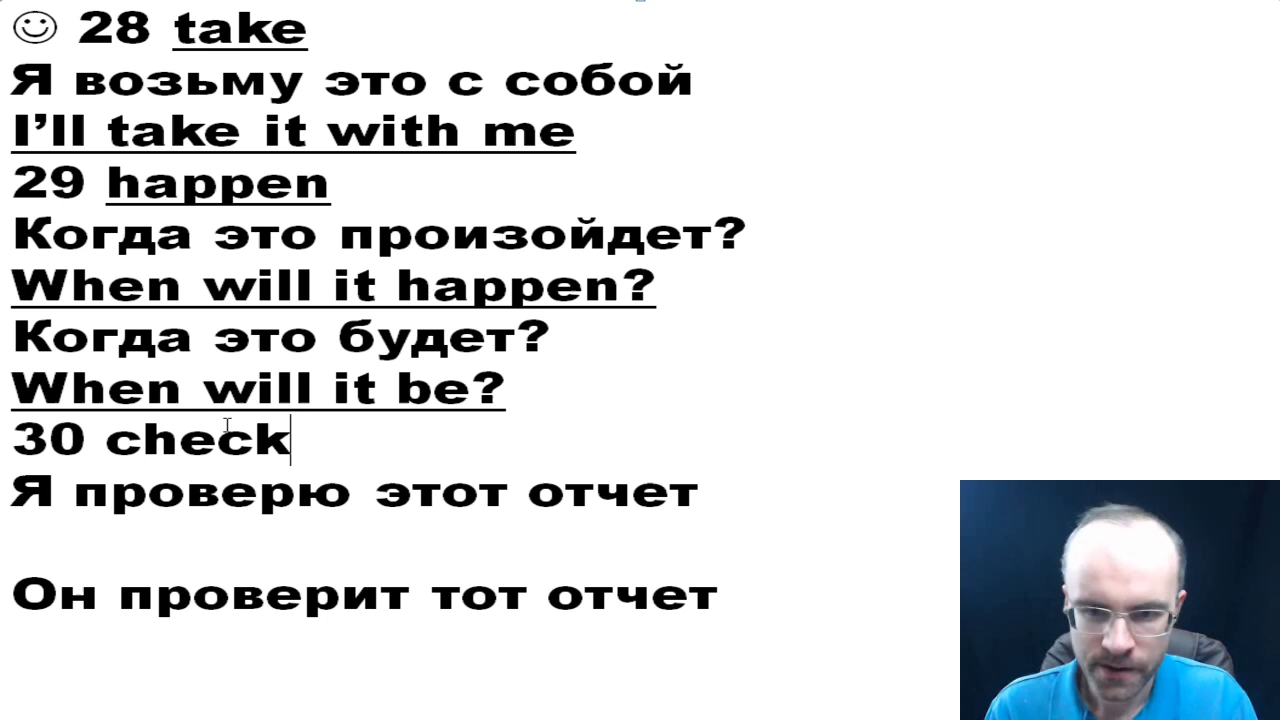 ☺ 28 take
Я возьму это с собой
I’ll take it with me
29 happen
Когда это произойдет?
When will it happen?
Когда это будет?
When will it be?
30 check
Я проверю этот отчет
Он проверит тот отчет